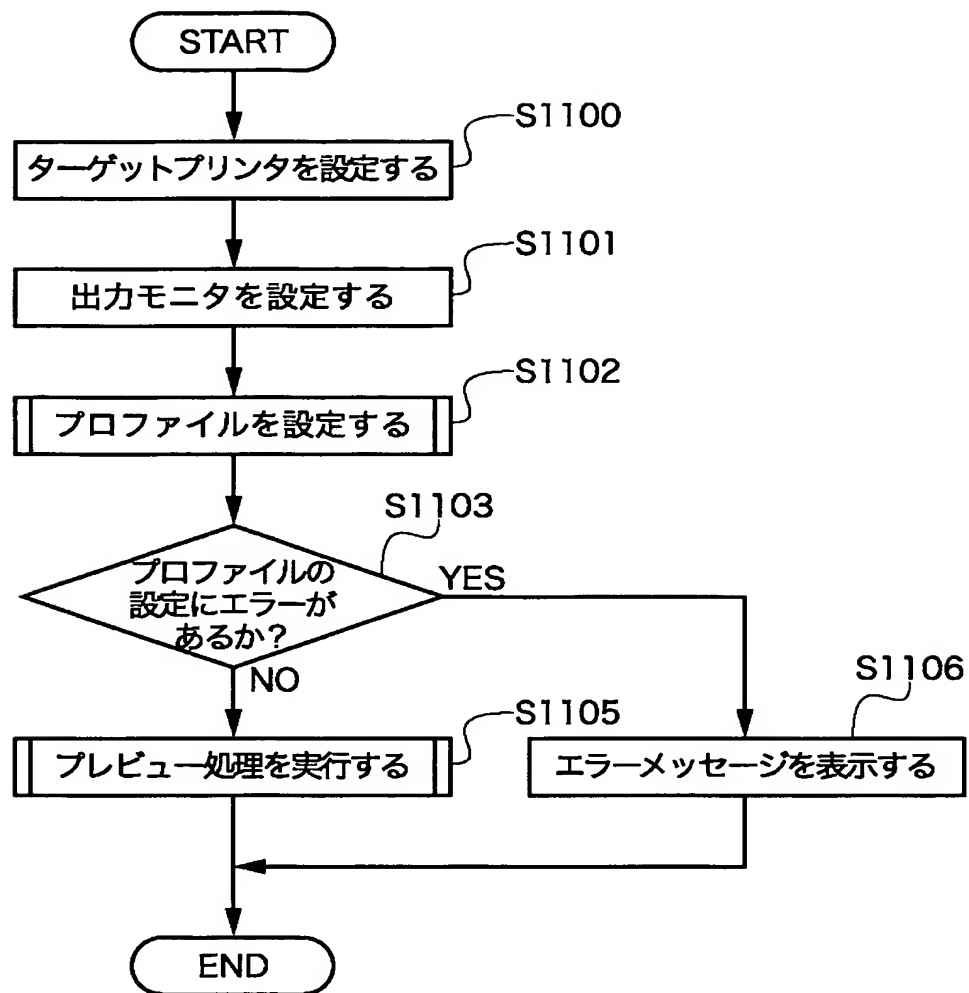 START
S1100
ターゲットプリンタを設定する
S1101
出力モニタを設定する
S1102
プロファイルを設定する
S1103
プロファイルの
設定にエラーが
あるか？
YES
NO
S1106
S1105
プレビュー処理を実行する
エラーメッセージを表示する
END